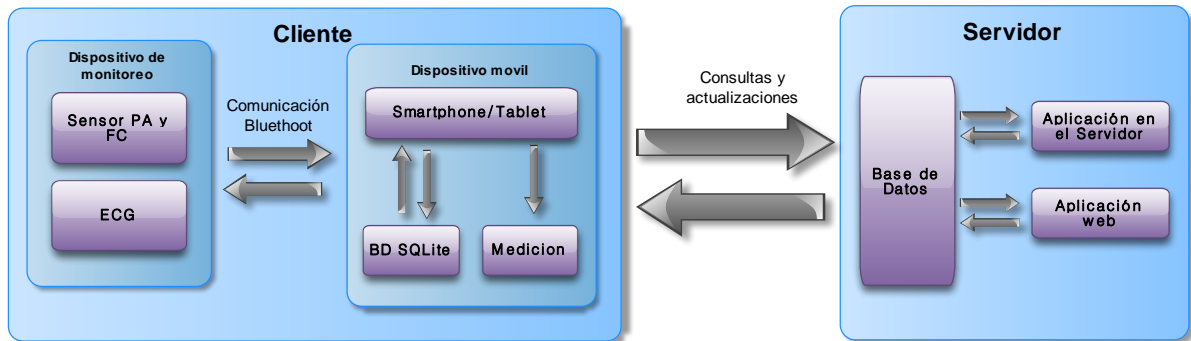 Cliente
Dispositivo de
monitoreo
Sensor PA y
FC
ECG
Comunicación
Bluethoot
Dispositivo movil
Smartphone/Tablet
BD SQLite
Medicion
Consultas y
actualizaciones
Servidor
Base de
Datos
Aplicación en
el Servidor
Aplicación
web